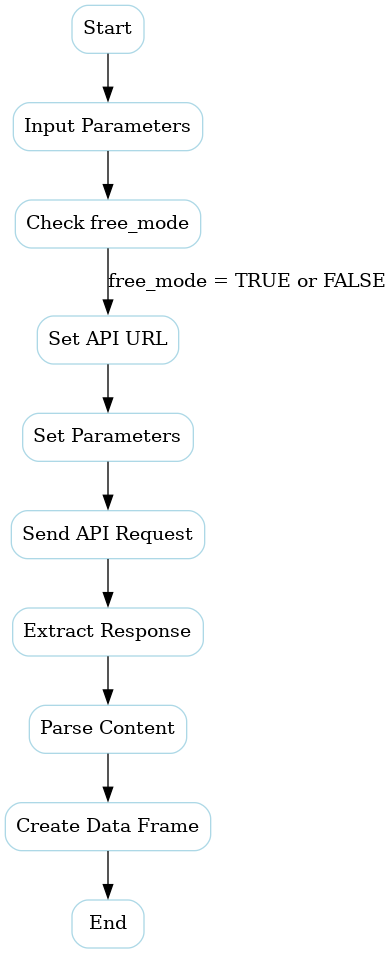 Start
Input Parameters
Check free_mode
free_mode = TRUE or FALSE
Set API URL
Set Parameters
Send API Request
Extract Response
Parse Content
Create Data Frame
End